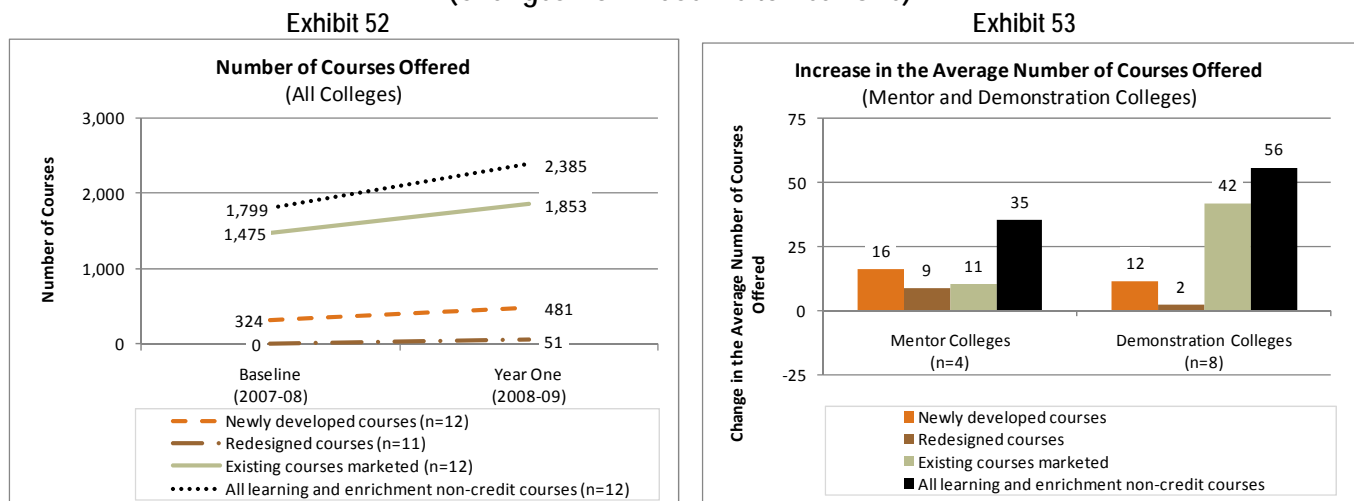 Exhibit 52
Number of Courses Offered
(All Colleges)
Number of Courses
3,000
2,000
1,000
0
1,799
1,475
324
0
2,385
1,853
481
51
Baseline
(2007-08)
Year One
(2008-09)
Newly developed courses (n=12)
Redesigned courses (n=11)
Existing courses marketed (n=12)
All learning and enrichment non-credit courses (n=12)
Exhibit 53
Increase in the Average Number of Courses Offered
(Mentor and Demonstration Colleges)
Change in the Average Number of Courses
Offered
75
50
25
0
-25
16
9
11
35
12
2
42
56
Mentor Colleges
(n=4)
Demonstration Colleges
(n=8)
Newly developed courses
Redesigned courses
Existing courses marketed
All learning and enrichment non-credit courses